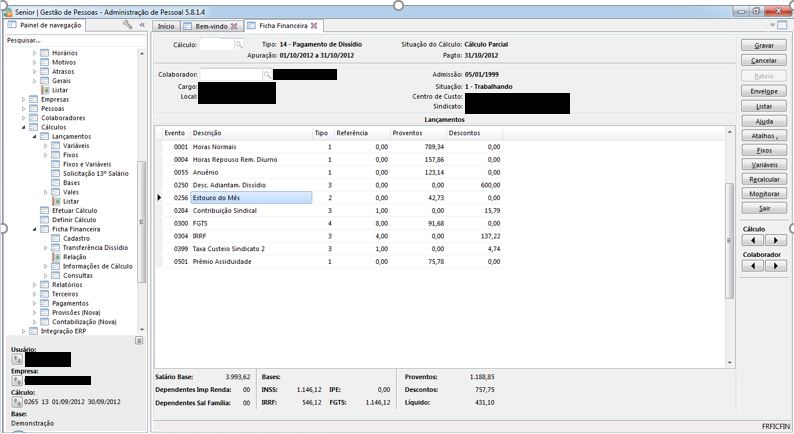 Senior | Gestão de Pessoas - Administração de Pessoal 5.8.1.4
Painel de navegação
Início Bem-vindo Ficha Financeira
Pesquisar...
Horários
Motivos
Atrasos
Gerais
Listar
Empresas
Pessoas
Colaboradores
Cálculos
Lançamentos
Variáveis
Fixos
Fixos e Variáveis
Solicitação 13º Salário
Bases
Vales
Listar
Efetuar Cálculo
Definir Cálculo
Ficha Financeira
Cadastro
Transferência Dissídio
Relação
Informações de Cálculo
Consultas
Relatórios
Terceiros
Pagamentos
Provisões (Nova)
Contabilização (Nova)
Integração ERP
Usuário:
Empresa:
Cálculo:
0265 13 01/09/2012 30/09/2012
Base:
Demonstração
Cálculo: Tipo: 14 - Pagamento de Dissídio Situação do Cálculo: Cálculo Parcial
Apuração: 01/10/2012 a 31/10/2012 Pagto: 31/10/2012
Colaborador: Admissão: 05/01/1999
Cargo: Situação: 1 - Trabalhando
Local: Centro de Custo:
Sindicato:
Lançamentos
Evento Descrição Tipo Referência Proventos Descontos
0001 Horas Normais 1 0,00 789,34 0,00
0004 Horas Repouso Rem. Diurno 1 0,00 157,86 0,00
0055 Anuênio 1 0,00 123,14 0,00
0250 Desc. Adiantam. Dissídio 3 0,00 0,00 600,00
0256 Estouro do Mês 2 0,00 42,73 0,00
0284 Contribuição Sindical 3 1,00 0,00 15,79
0300 FGTS 4 8,00 91,68 0,00
0304 IRRF 3 4,00 0,00 137,22
0399 Taxa Custeio Sindicato 2 3 1,00 0,00 4,74
0501 Prêmio Assiduidade 1 0,00 75,78 0,00
Salário Base: 3.993,62 Bases: Proventos: 1.188,85
Dependentes Imp Renda: 00 INSS: 1.146,12 IPE: 0,00 Descontos: 757,75
Dependentes Sal Família: 00 IRRF: 546,12 FGTS: 1.146,12 Líquido: 431,10
Gravar
Cancelar
Rateio
Envelope
Listar
Ajuda
Atalhos
Fixos
Variáveis
Recalcular
Monitorar
Sair
Cálculo
Colaborador
FRFICFIN